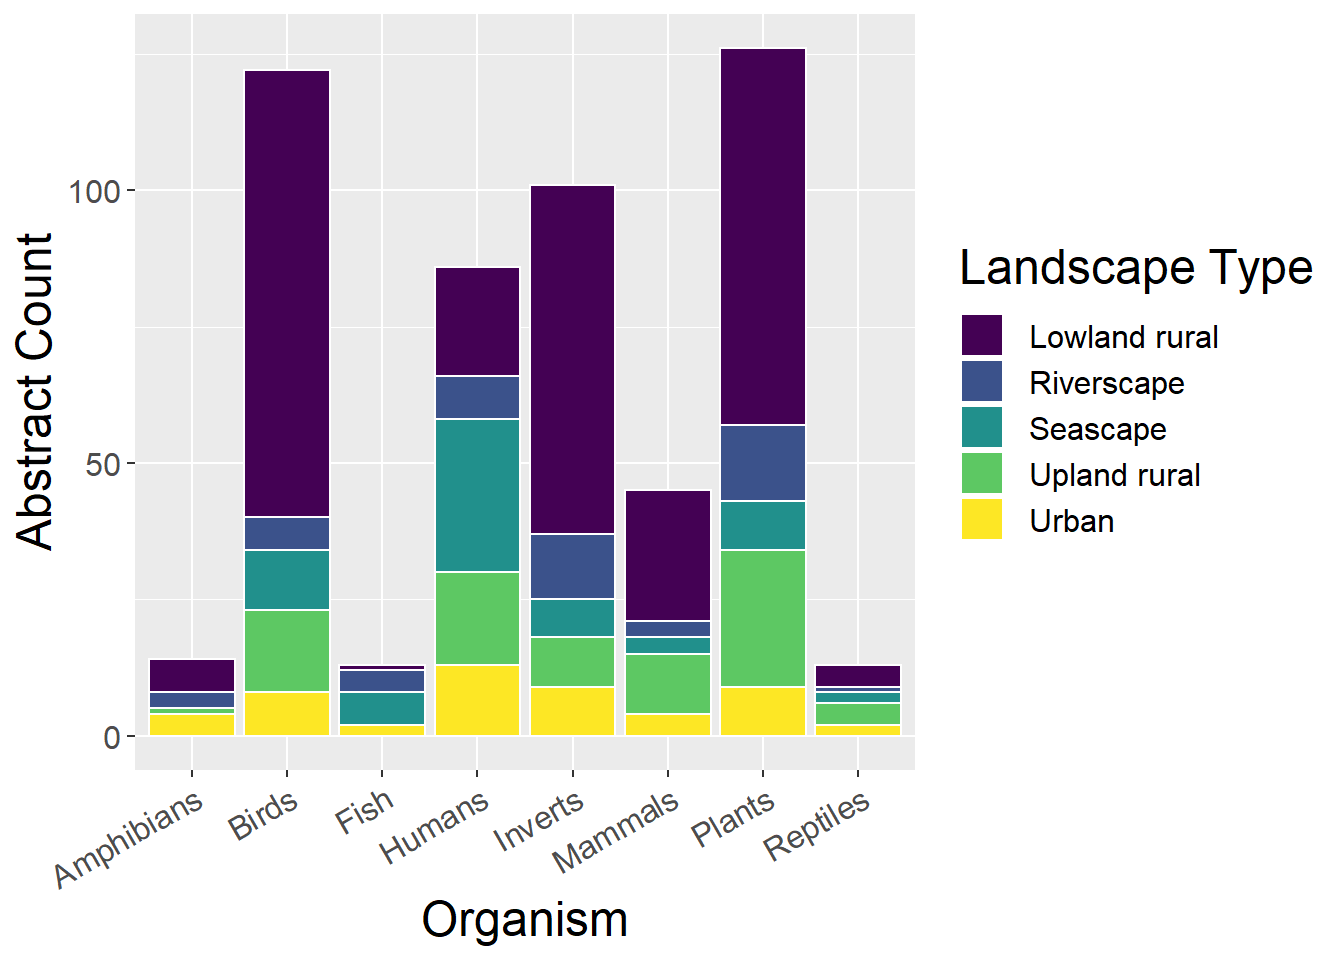 Abstract Count
100
50
0
Amphibians
Birds
Fish
Humans
Inverts
Mammals
Plants
Reptiles
Organism
Landscape Type
Lowland rural
Riverscape
Seascape
Upland rural
Urban